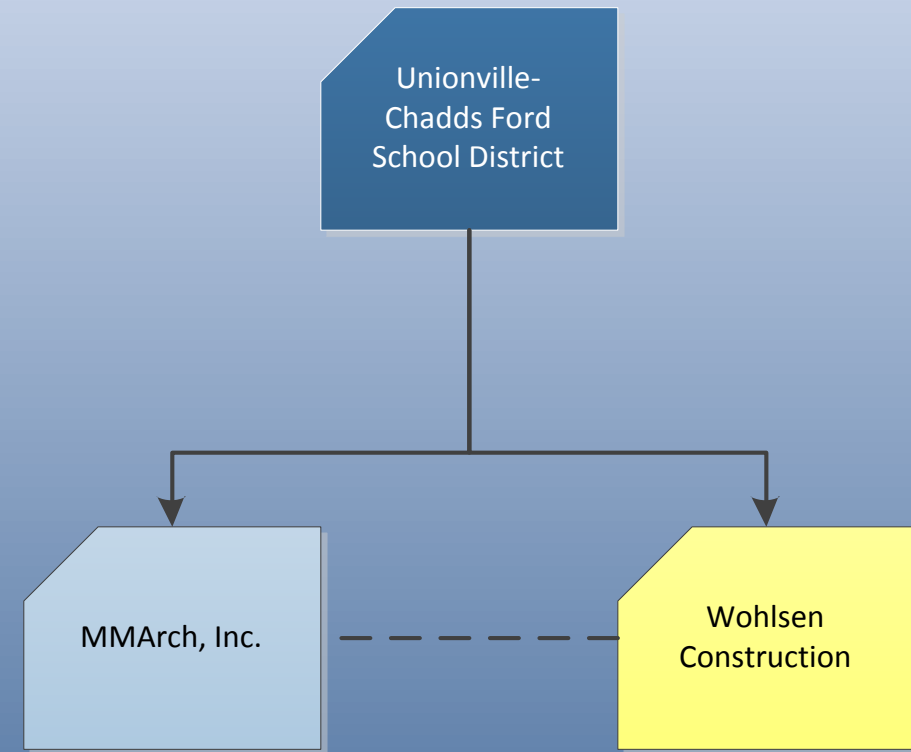 Unionville-
Chadds Ford
School District
MMArch, Inc.
Wohlsen
Construction